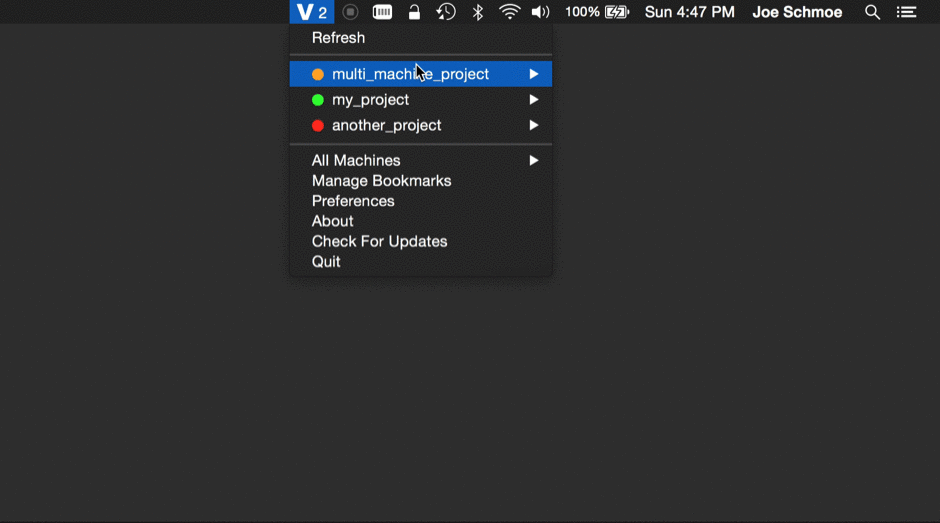 V 2 100% Sun 4:47 PM Joe Schmoe
Refresh
multi_machine_project
my_project
another_project
All Machines
Manage Bookmarks
Preferences
About
Check For Updates
Quit